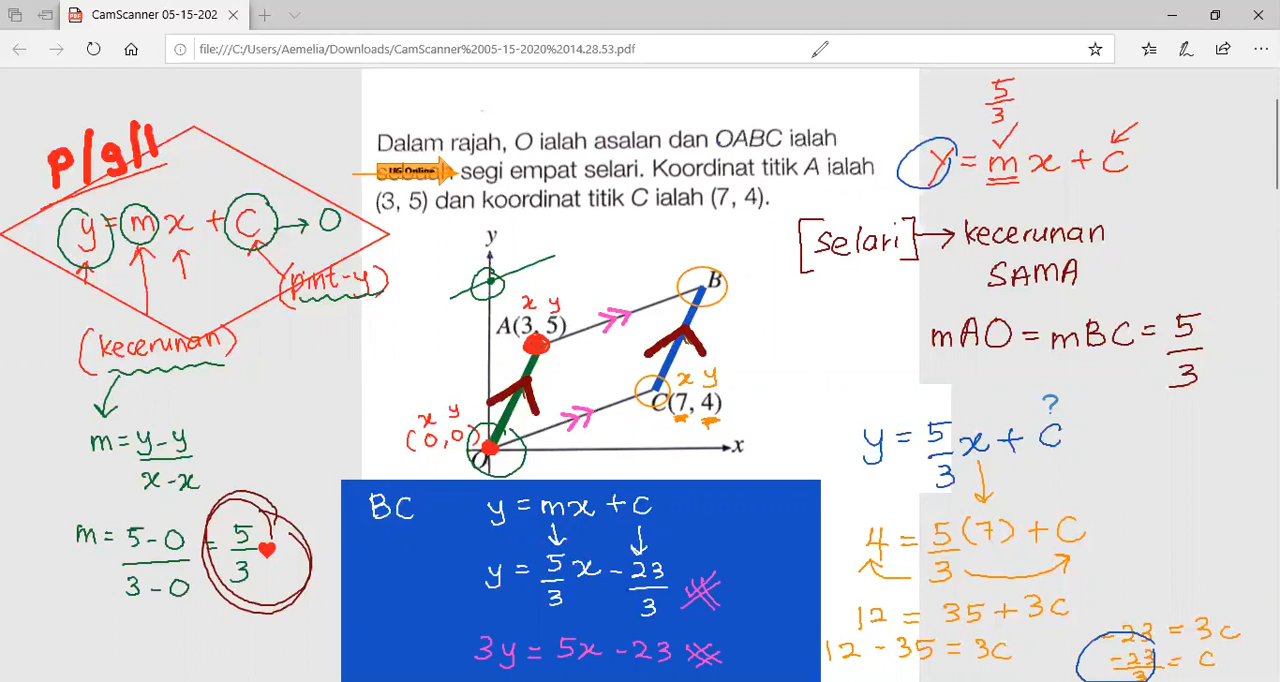 CamScanner 05-15-202
file:///C:/Users/Aemelia/Downloads/CamScanner%2005-15-2020%2014.28.53.pdf
Dalam rajah, O ialah asalan dan OABC ialah
segi empat selari. Koordinat titik A ialah
(3, 5) dan koordinat titik C ialah (7, 4).
P/g/l
y = mx + C → 0
(pint-y)
(kecerunan)
m = y-y
x-x
m = 5-0 = 5
3-0 3
y
x y
A(3, 5)
B
x y
C(7, 4)
x y
(0,0)
O
x
BC y = mx + C
y = 5/3 x - 23/3
3y = 5x - 23
5/3
y = mx + C
[selari] → kecerunan
SAMA
mAO = mBC = 5/3
?
y = 5/3 x + C
4 = 5/3 (7) + C
12 = 35 + 3C
12 - 35 = 3C
-23 = 3C
-23/3 = C